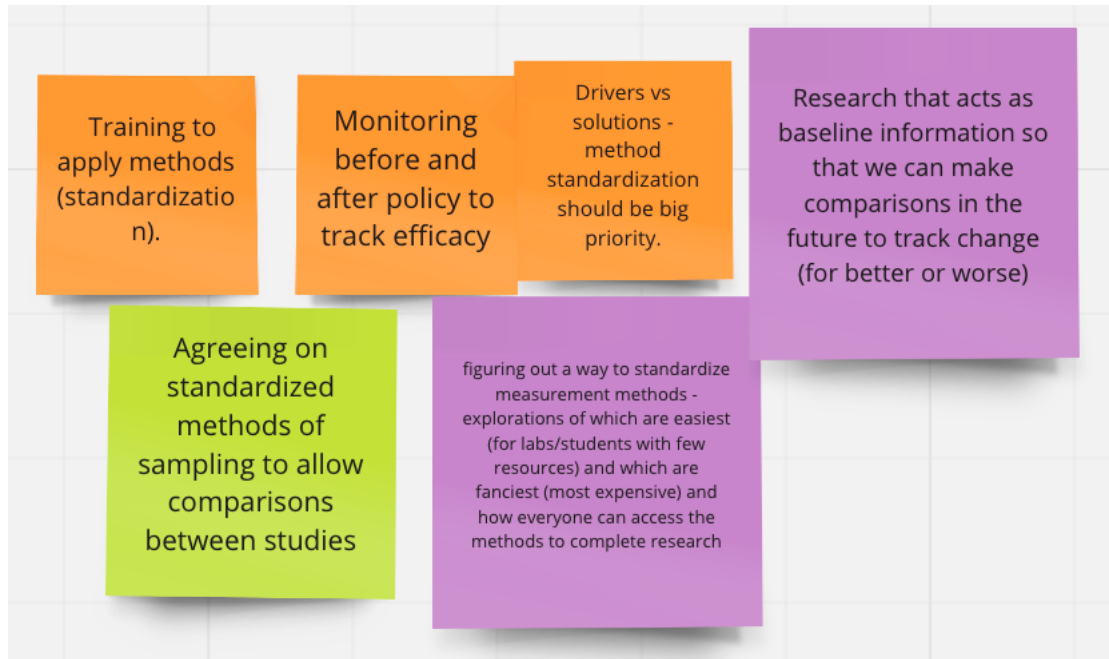 Training to
apply methods
(standardizatio
n).
Monitoring
before and
after policy to
track efficacy
Drivers vs
solutions -
method
standardization
should be big
priority.
Research that acts as
baseline information so
that we can make
comparisons in the
future to track change
(for better or worse)
Agreeing on
standardized
methods of
sampling to allow
comparisons
between studies
figuring out a way to standardize
measurement methods -
explorations of which are easiest
(for labs/students with few
resources) and which are
fanciest (most expensive) and
how everyone can access the
methods to complete research